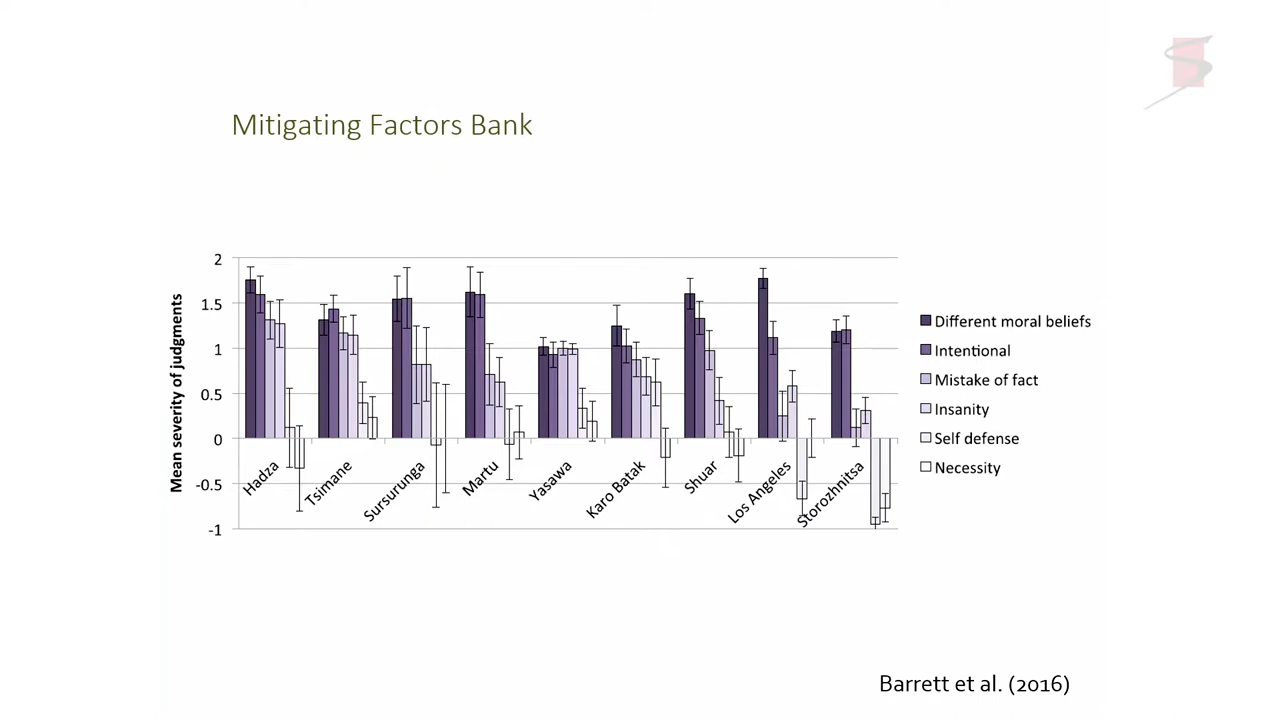 Mitigating Factors Bank
Mean severity of judgments
2
1.5
1
0.5
0
-0.5
-1
Hadza
Tsimane
Sursurunga
Martu
Yasawa
Karo Batak
Shuar
Los Angeles
Storozhnitsa
Different moral beliefs
Intentional
Mistake of fact
Insanity
Self defense
Necessity
Barrett et al. (2016)